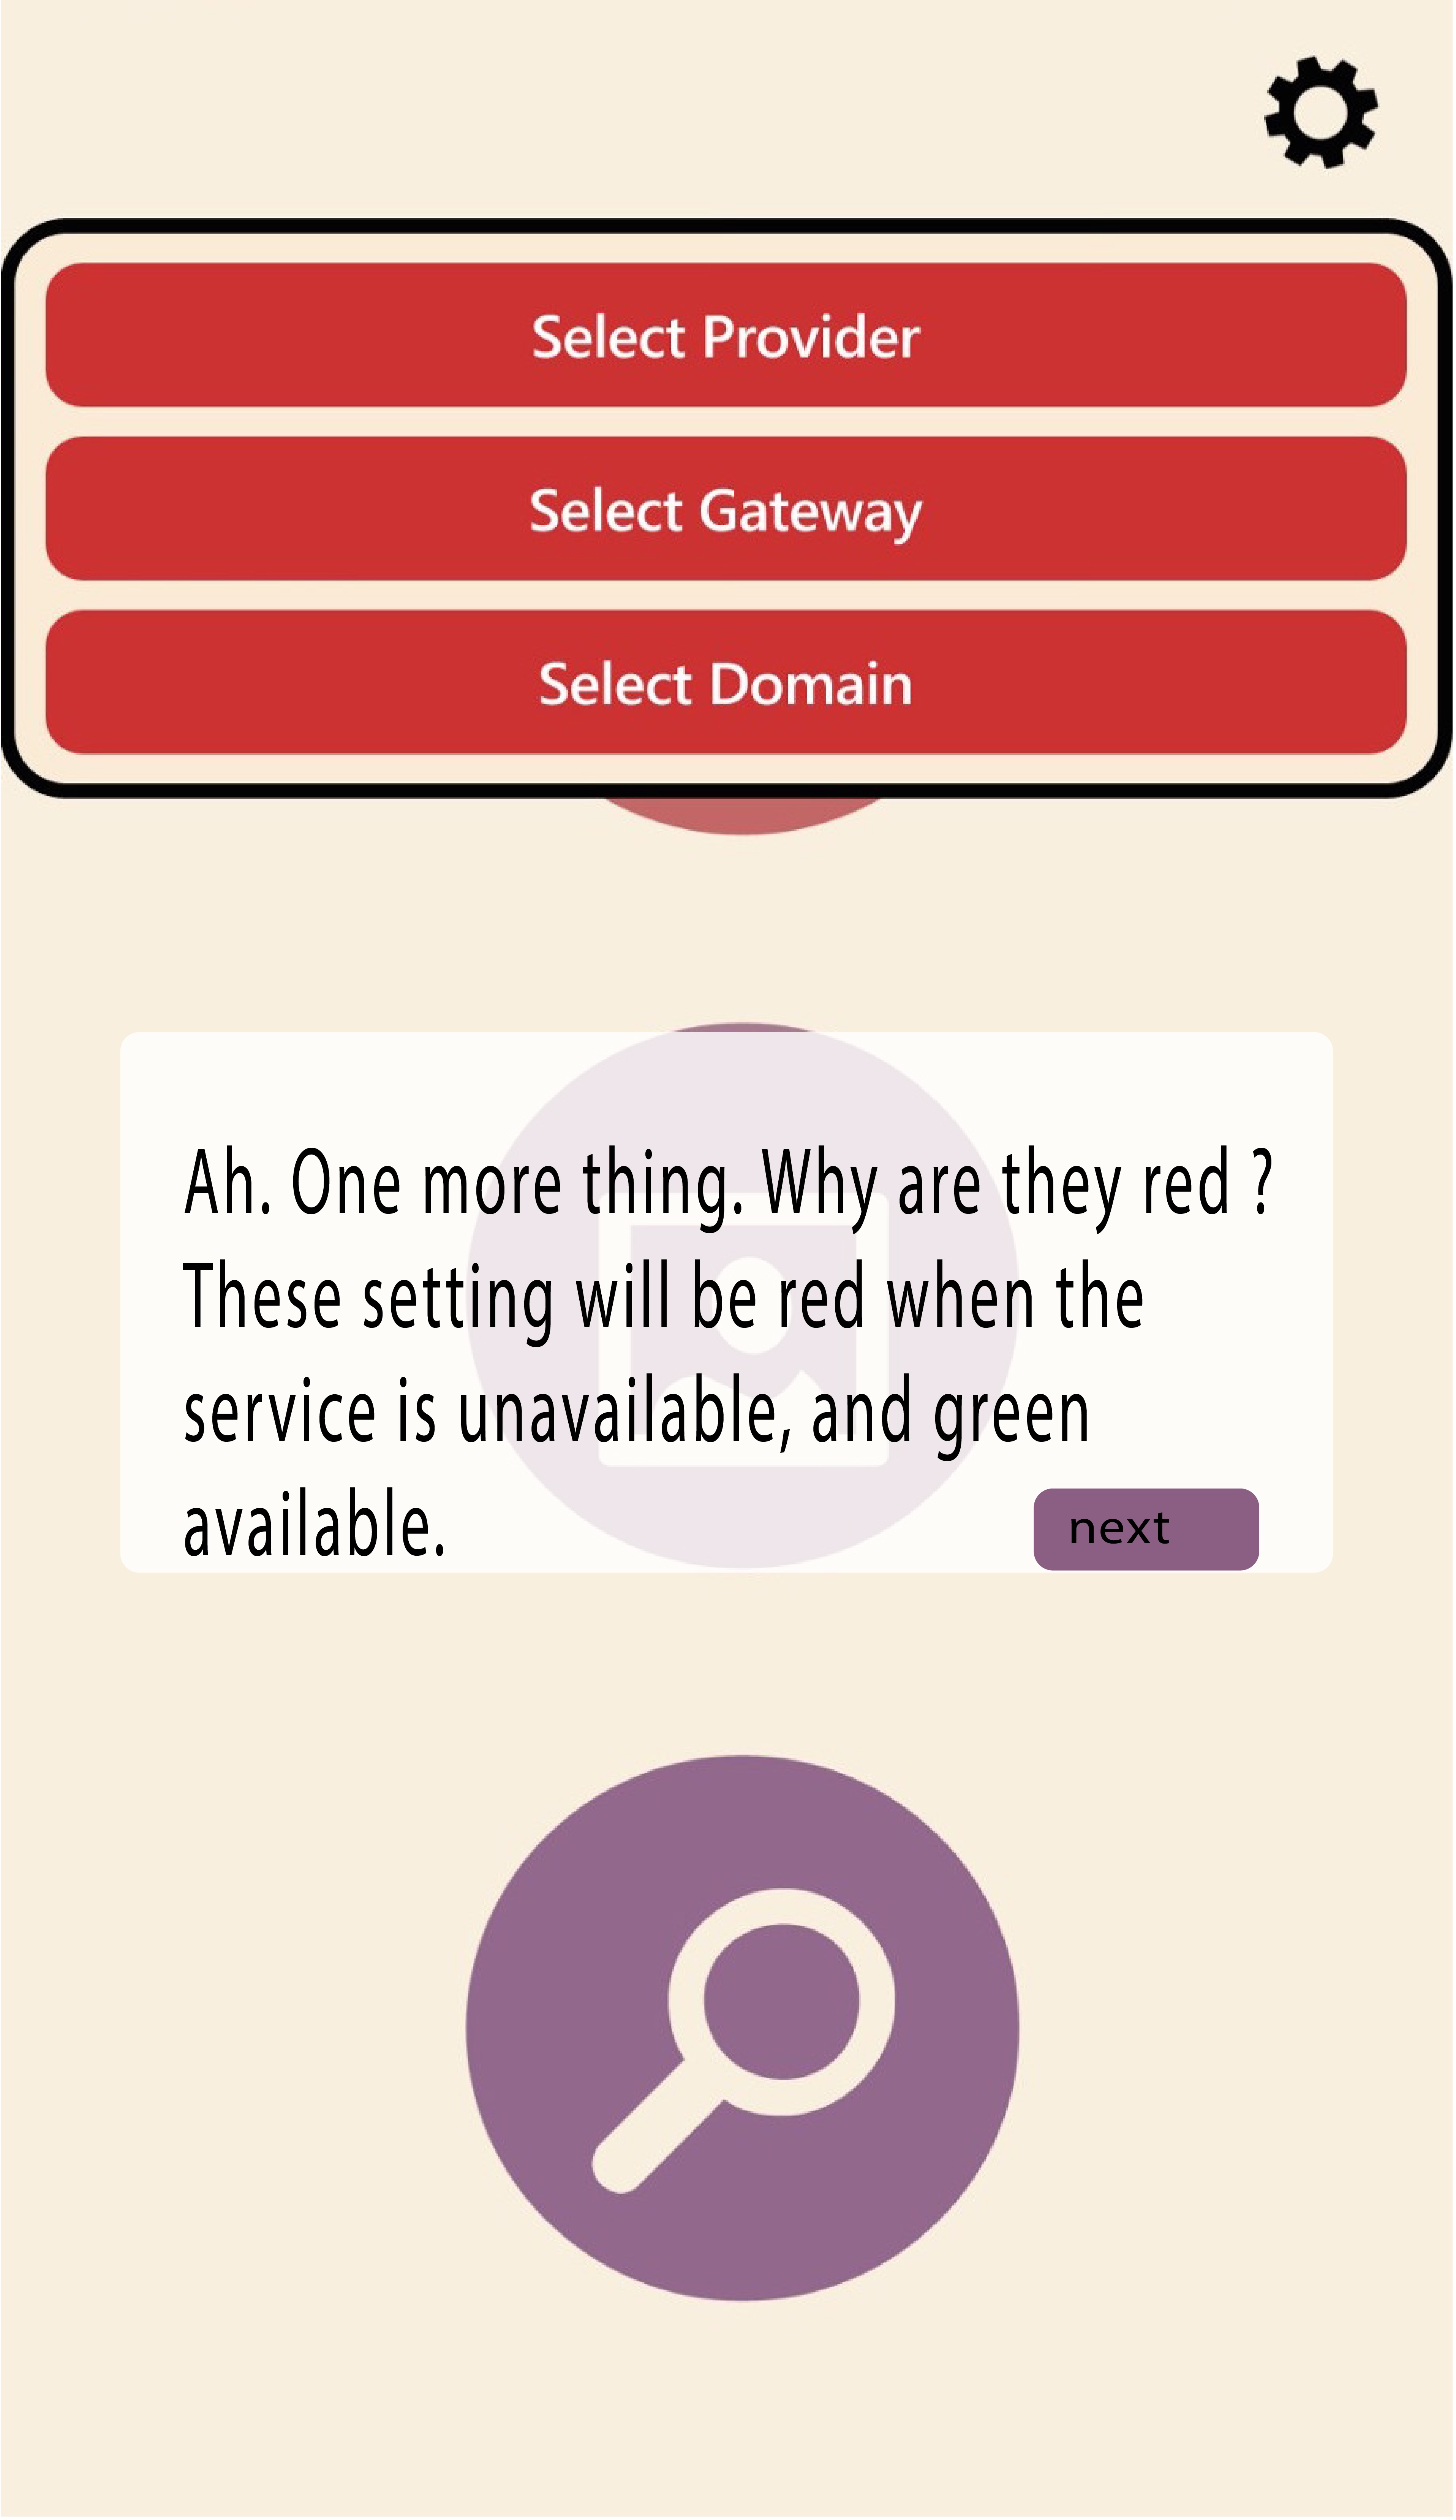 Select Provider
Select Gateway
Select Domain
Ah. One more thing. Why are they red ?
These setting will be red when the
service is unavailable, and green
available.
next